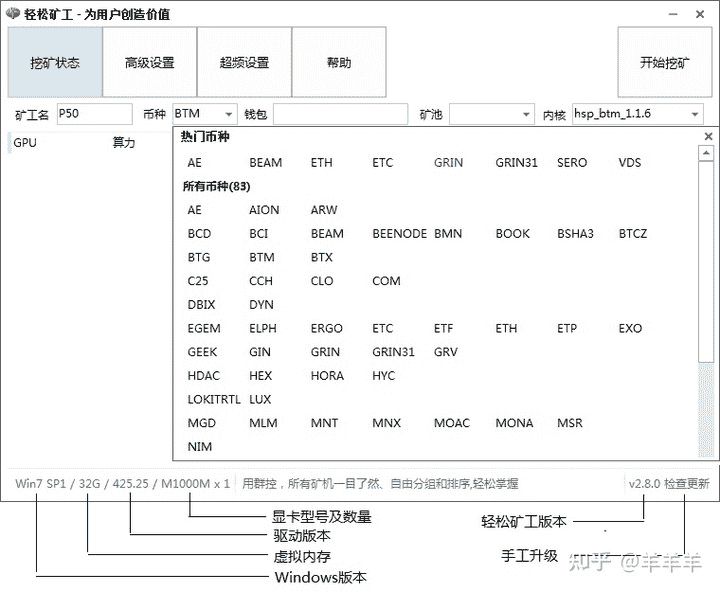 轻松矿工 - 为用户创造价值
挖矿状态 高级设置 超频设置 帮助 开始挖矿
矿工名 P50 币种 BTM 钱包 矿池 内核 hsp_btm_1.1.6
GPU 算力
热门币种
AE BEAM ETH ETC GRIN GRIN31 SERO VDS
所有币种(83)
AE AION ARW
BCD BCI BEAM BEENODE BMN BOOK BSHA3 BTCZ
BTG BTM BTX
C25 CCH CLO COM
DBIX DYN
EGEM ELPH ERGO ETC ETF ETH ETP EXO
GEEK GIN GRIN GRIN31 GRV
HDAC HEX HORA HYC
LOKITRTL LUX
MGD MLM MNT MNX MOAC MONA MSR
NIM
Win7 SP1 / 32G / 425.25 / M1000M x 1 用群控，所有矿机一目了然、自由分组和排序,轻松掌握 v2.8.0 检查更新
显卡型号及数量 轻松矿工版本
驱动版本
虚拟内存 手工升级
Windows版本
知乎 @羊羊羊